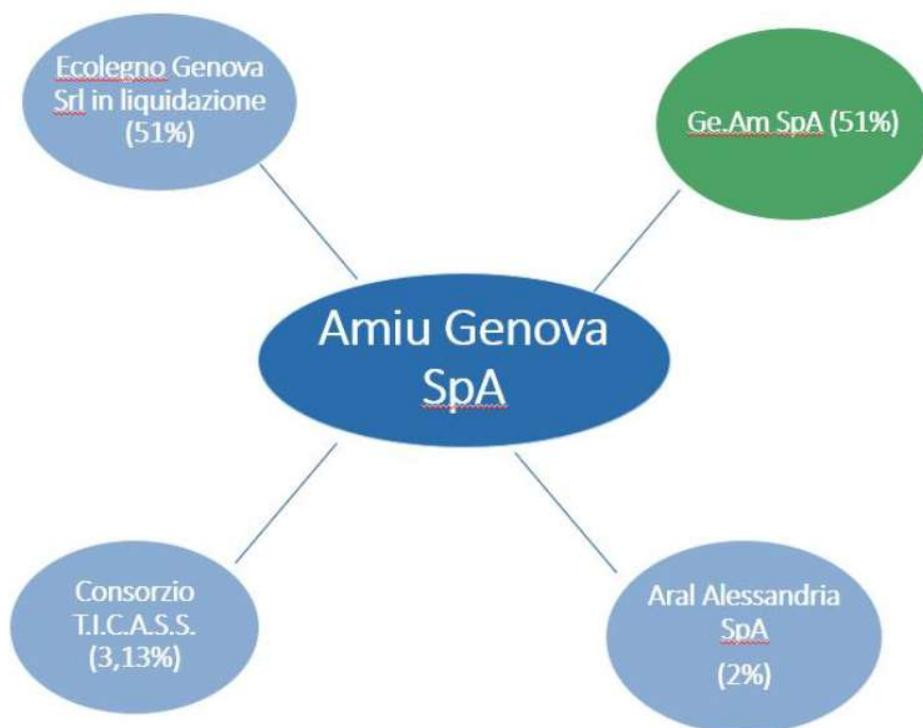 Ecolegno Genova
Srl in liquidazione
(51%)
Ge.Am SpA (51%)
Amiu Genova
SpA
Consorzio
T.I.C.A.S.S.
(3,13%)
Aral Alessandria
SpA
(2%)